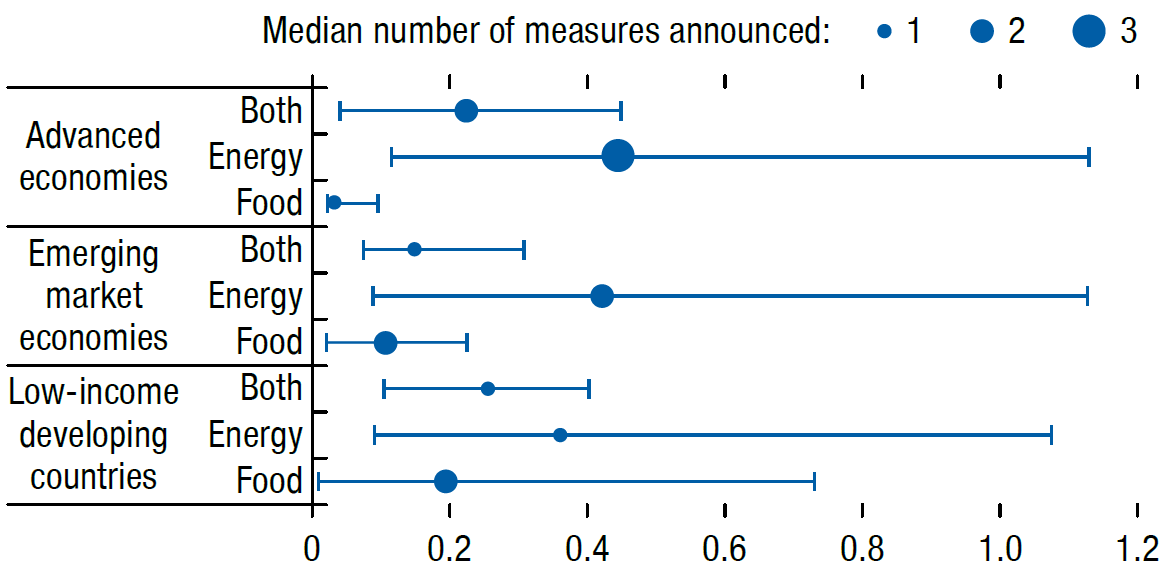 Median number of measures announced: 1 2 3
Advanced
economies
Both
Energy
Food
Emerging
market
economies
Both
Energy
Food
Low-income
developing
countries
Both
Energy
Food
0 0.2 0.4 0.6 0.8 1.0 1.2